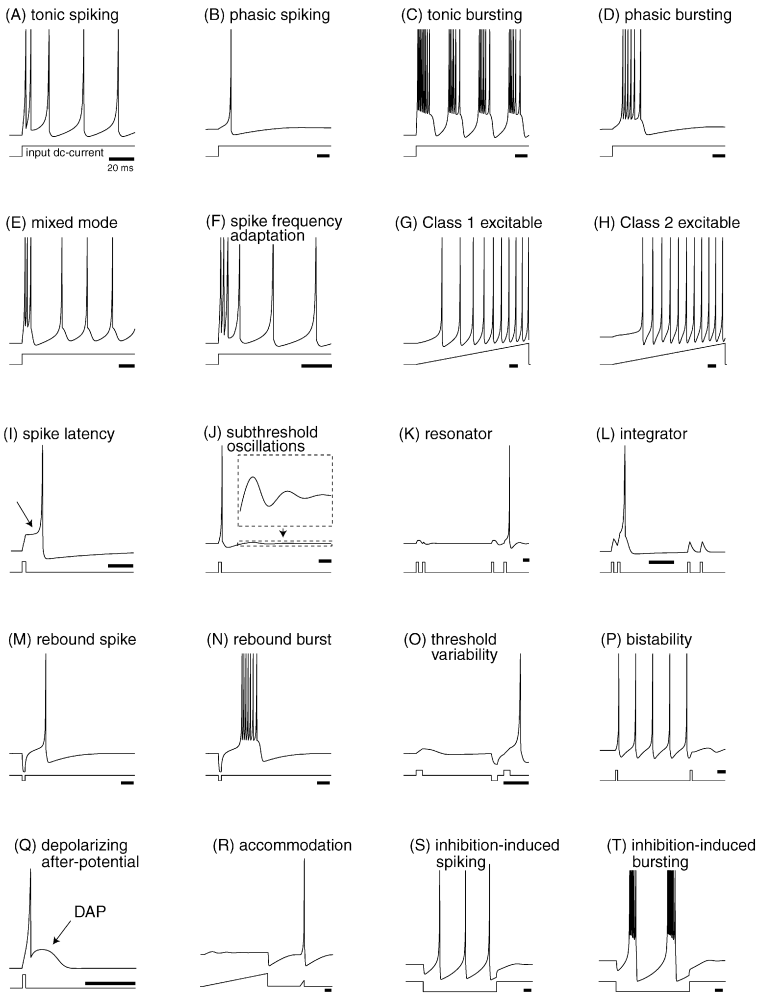 (A) tonic spiking
(B) phasic spiking
(C) tonic bursting
(D) phasic bursting
input dc-current
20 ms
(E) mixed mode
(F) spike frequency
adaptation
(G) Class 1 excitable
(H) Class 2 excitable
(I) spike latency
(J) subthreshold
oscillations
(K) resonator
(L) integrator
(M) rebound spike
(N) rebound burst
(O) threshold
variability
(P) bistability
(Q) depolarizing
after-potential
DAP
(R) accommodation
(S) inhibition-induced
spiking
(T) inhibition-induced
bursting